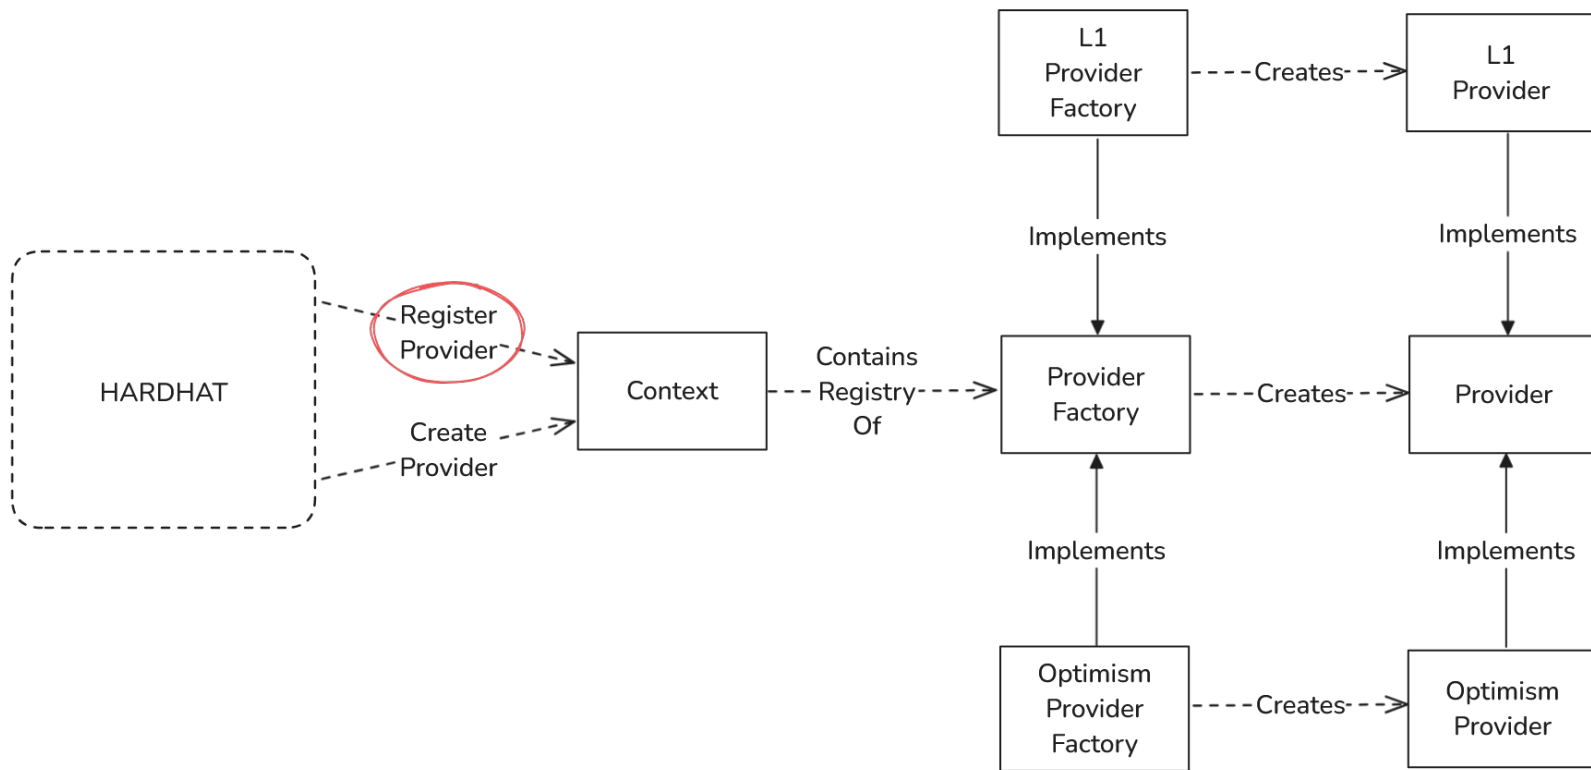 L1
Provider
Factory
Creates
L1
Provider
Implements
Implements
HARDHAT
Register
Provider
Create
Provider
Context
Contains
Registry
Of
Provider
Factory
Creates
Provider
Implements
Implements
Optimism
Provider
Factory
Creates
Optimism
Provider